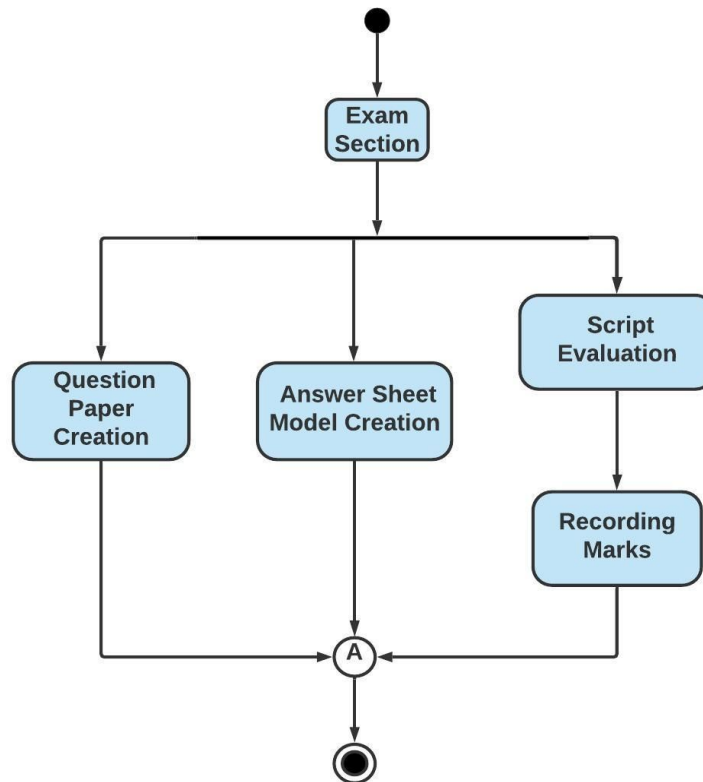 Exam
Section
Script
Evaluation
Question
Paper
Creation
Answer Sheet
Model Creation
Recording
Marks
A